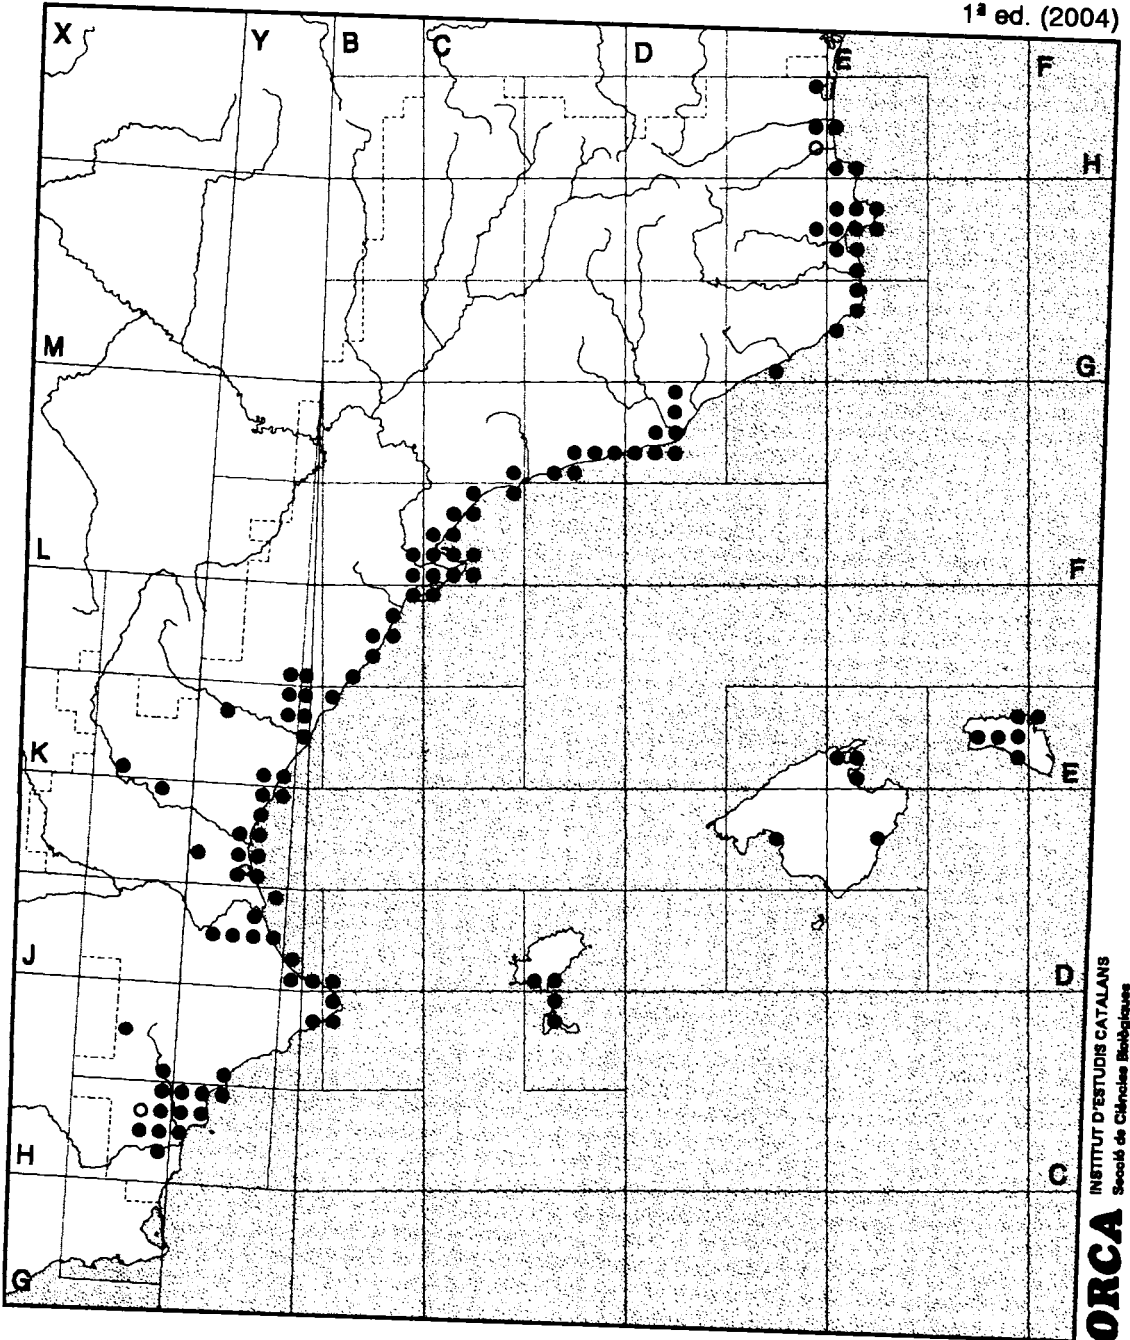 1ª ed. (2004)
X
Y
B
C
D
E
F
H
M
G
L
F
K
E
J
D
H
C
G
ORCA
INSTITUT D'ESTUDIS CATALANS
Secció de Ciències Biològiques